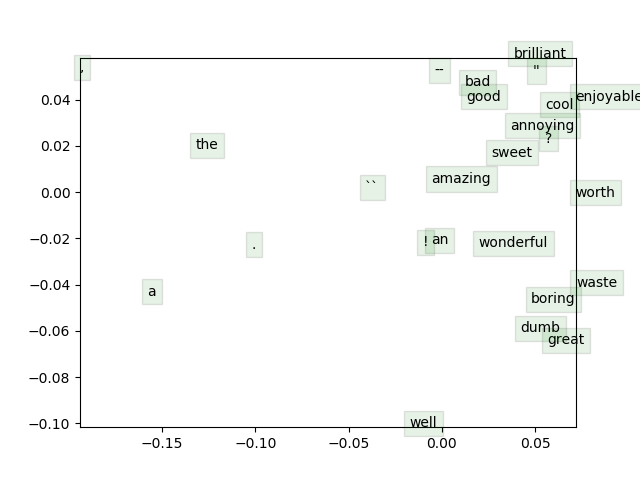 brilliant
,
--
"
bad
good
enjoyable
cool
0.04
annoying
?
the
0.02
sweet
amazing
``
0.00
worth
!
an
wonderful
.
−0.02
waste
a
−0.04
boring
dumb
great
−0.06
−0.08
well
−0.10
−0.15 −0.10 −0.05 0.00 0.05